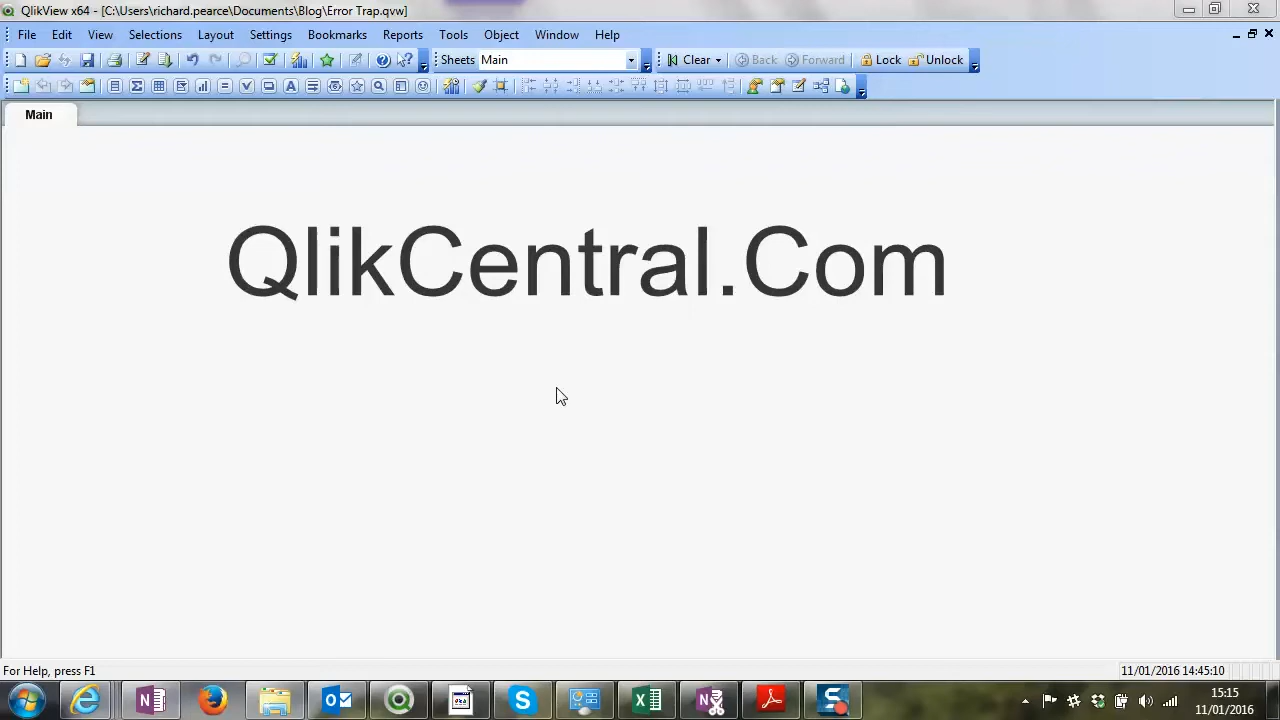 QlikView x64 - [C:\Users\richard.pearce\Documents\Blog\Error Trap.qvw]
File Edit View Selections Layout Settings Bookmarks Reports Tools Object Window Help
Sheets Main Clear Back Forward Lock Unlock
Main
QlikCentral.Com
For Help, press F1 11/01/2016 14:45:10
15:15
11/01/2016